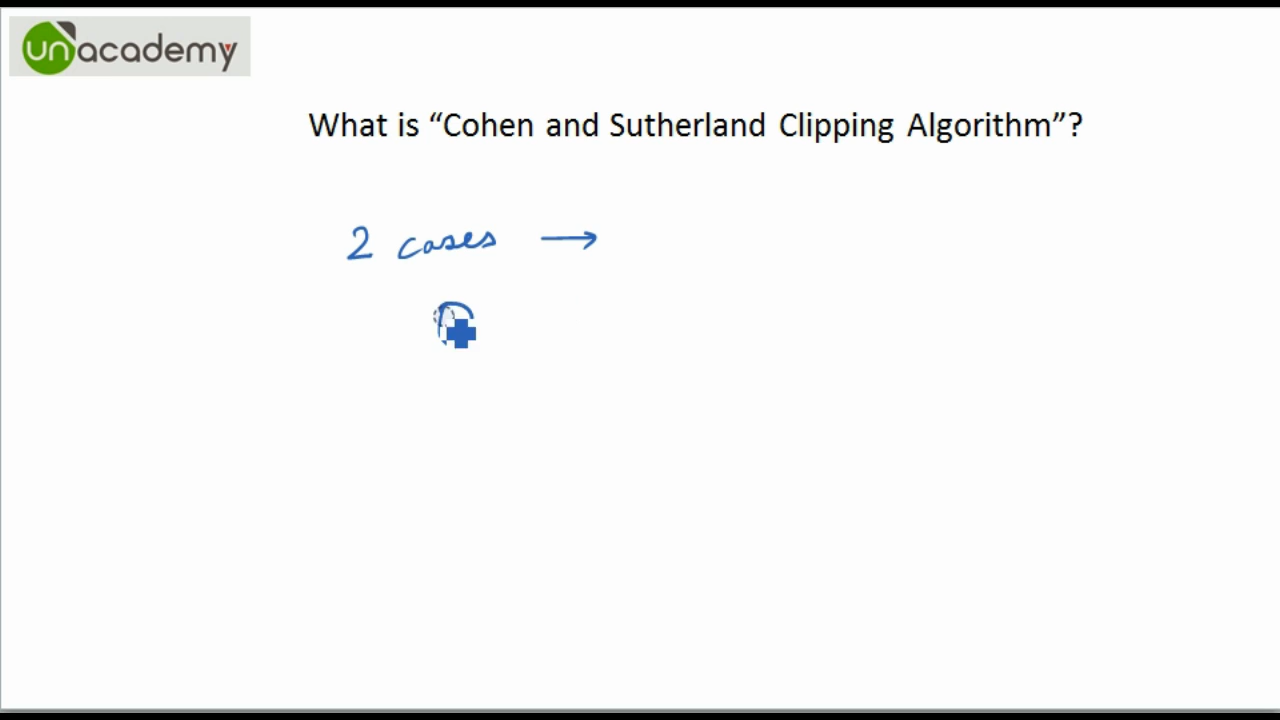 unacademy
What is “Cohen and Sutherland Clipping Algorithm”?
2 cases →